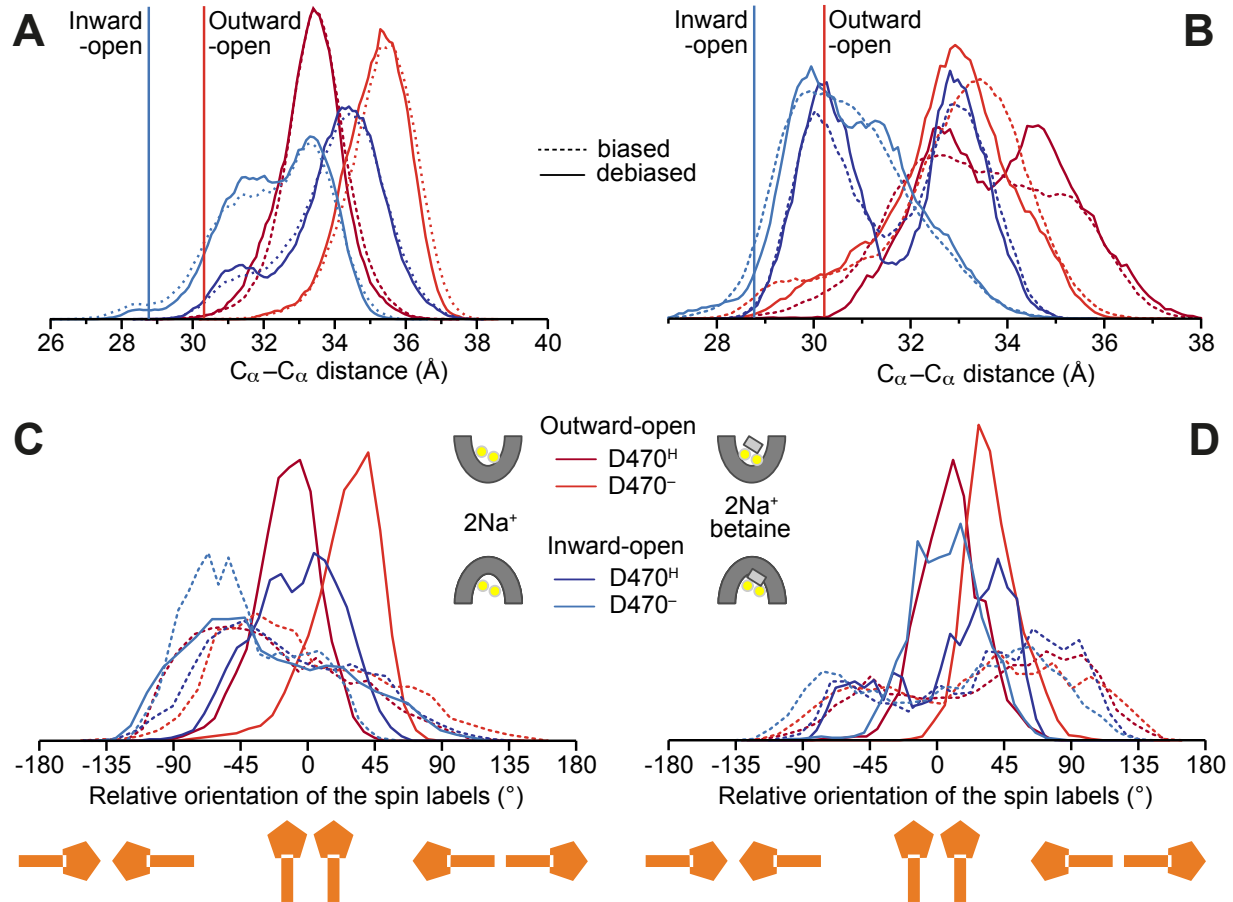 A
Inward
-open
Outward
-open
26 28 30 32 34 36 38 40
Cα–Cα distance (Å)
biased
debiased
B
Inward
-open
Outward
-open
28 30 32 34 36 38
Cα–Cα distance (Å)
C
Outward-open
D470ᴴ
D470⁻
2Na⁺
2Na⁺
betaine
Inward-open
D470ᴴ
D470⁻
D
-180 -135 -90 -45 0 45 90 135 180
Relative orientation of the spin labels (°)
-180 -135 -90 -45 0 45 90 135 180
Relative orientation of the spin labels (°)